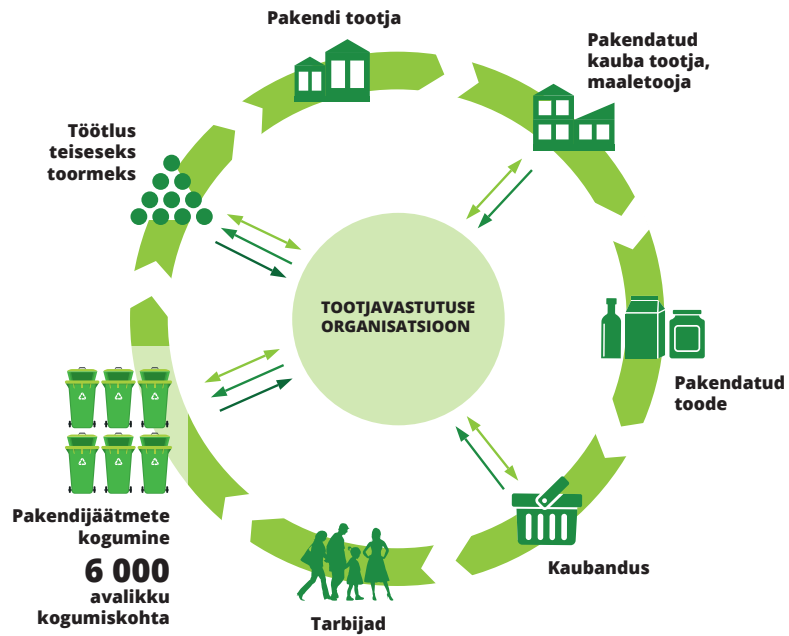 Pakendi tootja
Pakendatud
kauba tootja,
maaletooja
Töötlus
teiseseks
toormeks
TOOTJAVASTUTUSE
ORGANISATSIOON
Pakendatud
toode
Pakendijäätmete
kogumine
6 000
avalikku
kogumiskohta
Kaubandus
Tarbijad